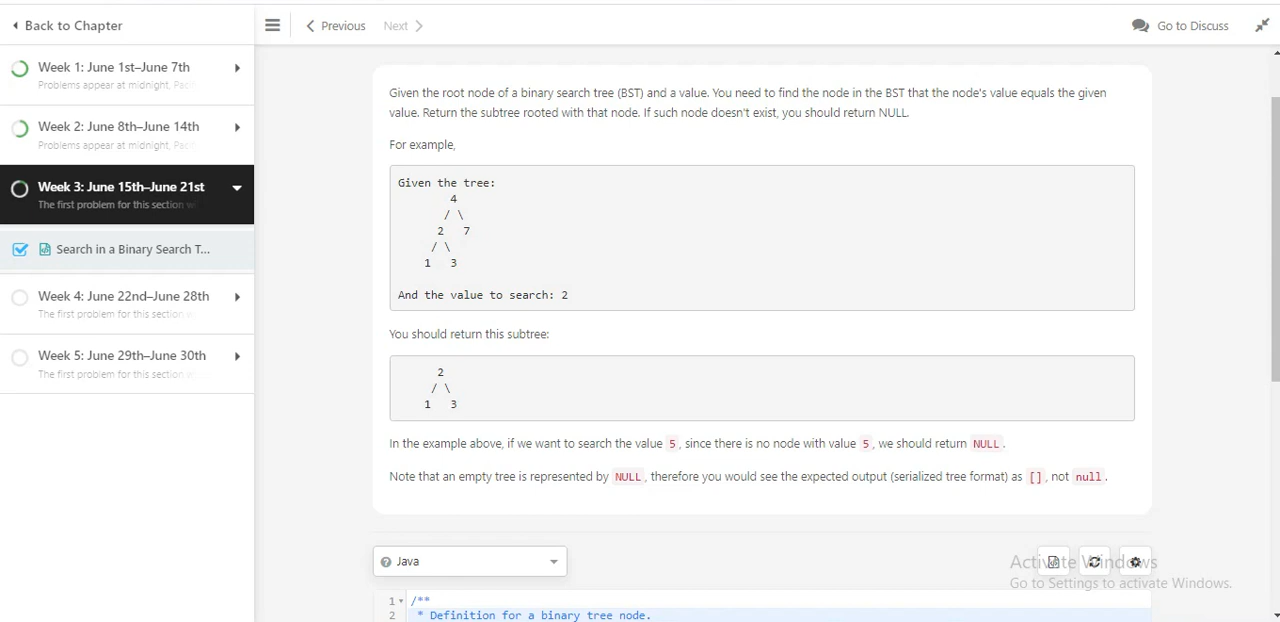 Back to Chapter
Previous
Next
Go to Discuss
Week 1: June 1st–June 7th
Problems appear at midnight, Paci
Week 2: June 8th–June 14th
Problems appear at midnight, Paci
Week 3: June 15th–June 21st
The first problem for this section w
Search in a Binary Search T...
Week 4: June 22nd–June 28th
The first problem for this section w
Week 5: June 29th–June 30th
The first problem for this section w
Given the root node of a binary search tree (BST) and a value. You need to find the node in the BST that the node's value equals the given
value. Return the subtree rooted with that node. If such node doesn't exist, you should return NULL.
For example,
Given the tree:
4
/ \
2 7
/ \
1 3
And the value to search: 2
You should return this subtree:
2
/ \
1 3
In the example above, if we want to search the value 5, since there is no node with value 5, we should return NULL.
Note that an empty tree is represented by NULL, therefore you would see the expected output (serialized tree format) as [], not null.
Java
Activate Windows
Go to Settings to activate Windows.
1 /**
2 * Definition for a binary tree node.